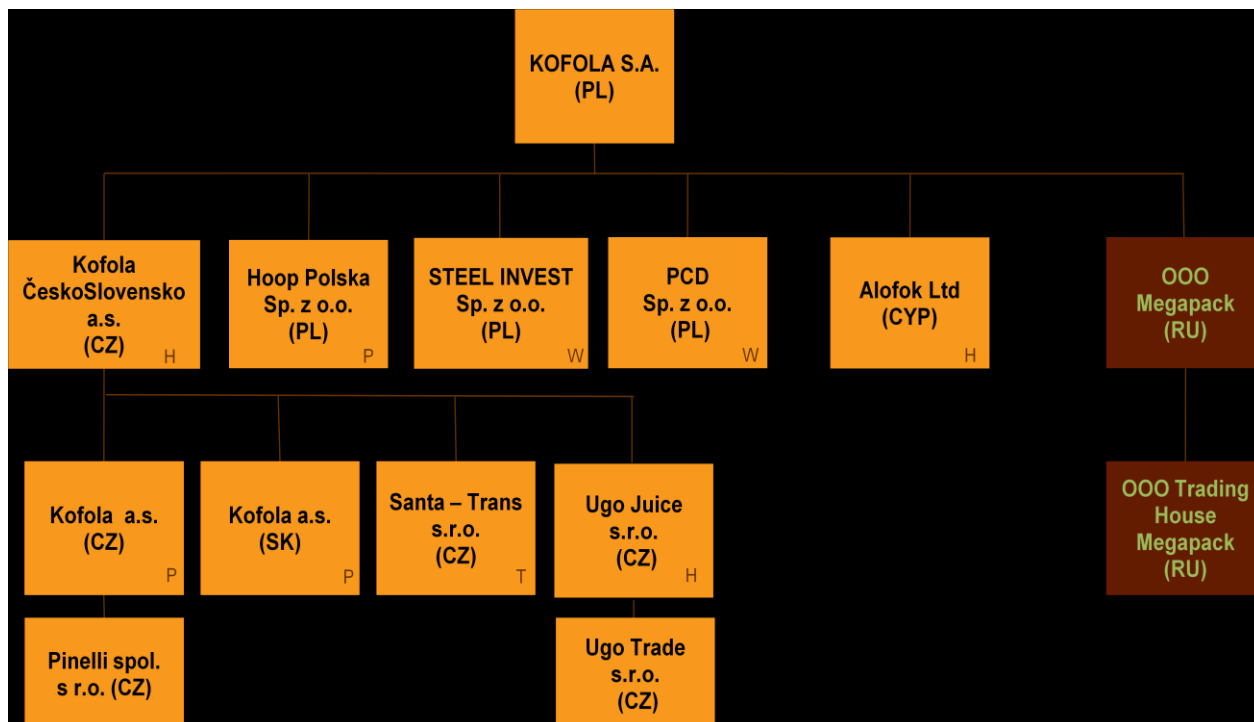 KOFOLA S.A.
(PL)
Kofola
ČeskoSlovensko
a.s.
(CZ)
H
Hoop Polska
Sp. z o.o.
(PL)
P
STEEL INVEST
Sp. z o.o.
(PL)
W
PCD
Sp. z o.o.
(PL)
W
Alofok Ltd
(CYP)
H
OOO
Megapack
(RU)
Kofola a.s.
(CZ)
P
Kofola a.s.
(SK)
P
Santa – Trans
s.r.o.
(CZ)
T
Ugo Juice
s.r.o.
(CZ)
H
OOO Trading
House
Megapack
(RU)
Pinelli spol.
s r.o. (CZ)
Ugo Trade
s.r.o.
(CZ)